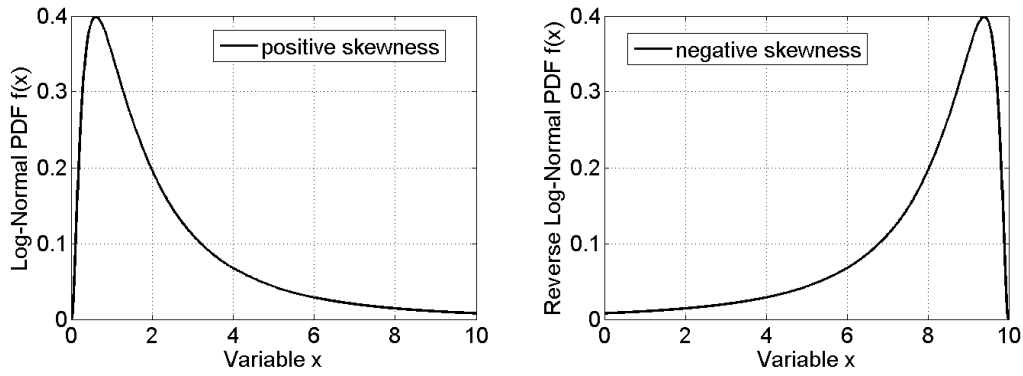 Log-Normal PDF f(x)
0.4
0.3
0.2
0.1
0
positive skewness
0 2 4 6 8 10
Variable x
Reverse Log-Normal PDF f(x)
0.4
0.3
0.2
0.1
0
negative skewness
0 2 4 6 8 10
Variable x